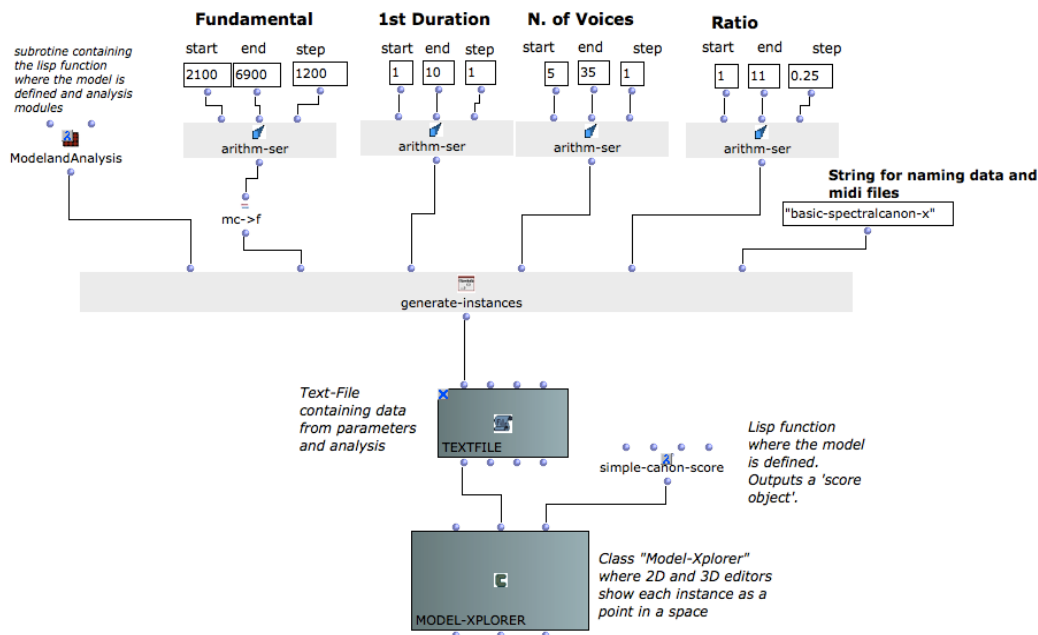 Fundamental
1st Duration
N. of Voices
Ratio
start end step
start end step
start end step
start end step
2100 6900 1200
1 10 1
5 35 1
1 11 0.25
subrotine containing
the lisp function
where the model is
defined and analysis
modules
ModelandAnalysis
arithm-ser
arithm-ser
arithm-ser
arithm-ser
mc->f
String for naming data and
midi files
"basic-spectralcanon-x"
generate-instances
Text-File
containing data
from parameters
and analysis
TEXTFILE
simple-canon-score
Lisp function
where the model
is defined.
Outputs a 'score
object'.
MODEL-XPLORER
Class "Model-Xplorer"
where 2D and 3D editors
show each instance as a
point in a space